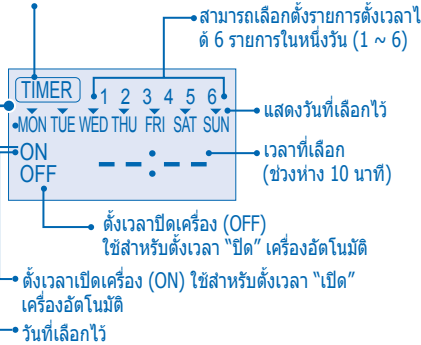 สามารถเลือกตั้งรายการตั้งเวลาไ
ด้ 6 รายการในหนึ่งวัน (1 ~ 6)
TIMER 1 2 3 4 5 6
MON TUE WED THU FRI SAT SUN
แสดงวันที่เลือกไว้
ON
OFF
--:--
เวลาที่เลือก
(ช่วงห่าง 10 นาที)
ตั้งเวลาปิดเครื่อง (OFF)
ใช้สำหรับตั้งเวลา “ปิด” เครื่องอัตโนมัติ
ตั้งเวลาเปิดเครื่อง (ON) ใช้สำหรับตั้งเวลา “เปิด”
เครื่องอัตโนมัติ
วันที่เลือกไว้